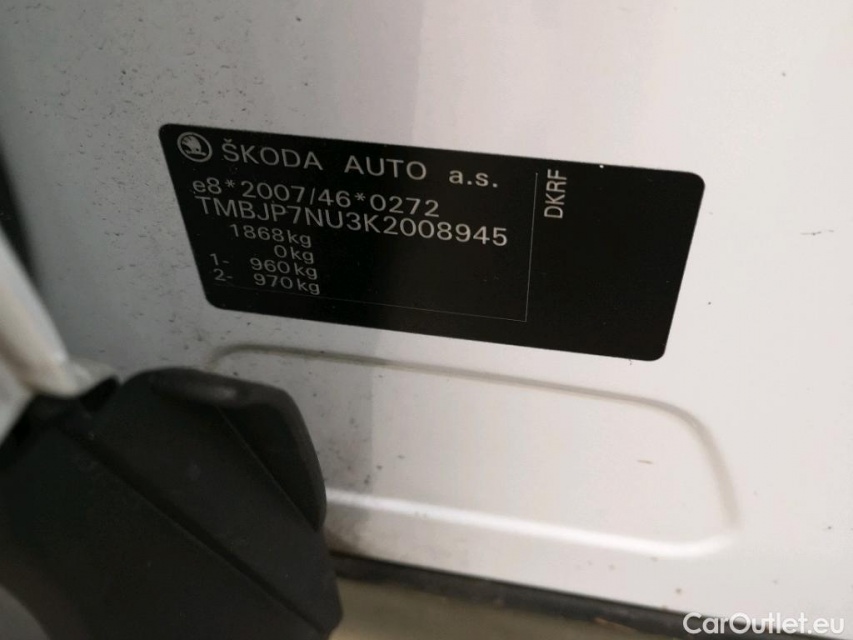 ŠKODA AUTO a.s.
e8*2007/46*0272
TMBJP7NU3K2008945
1868kg
0kg
1- 960kg
2- 970kg
DKRF
CarOutlet.eu